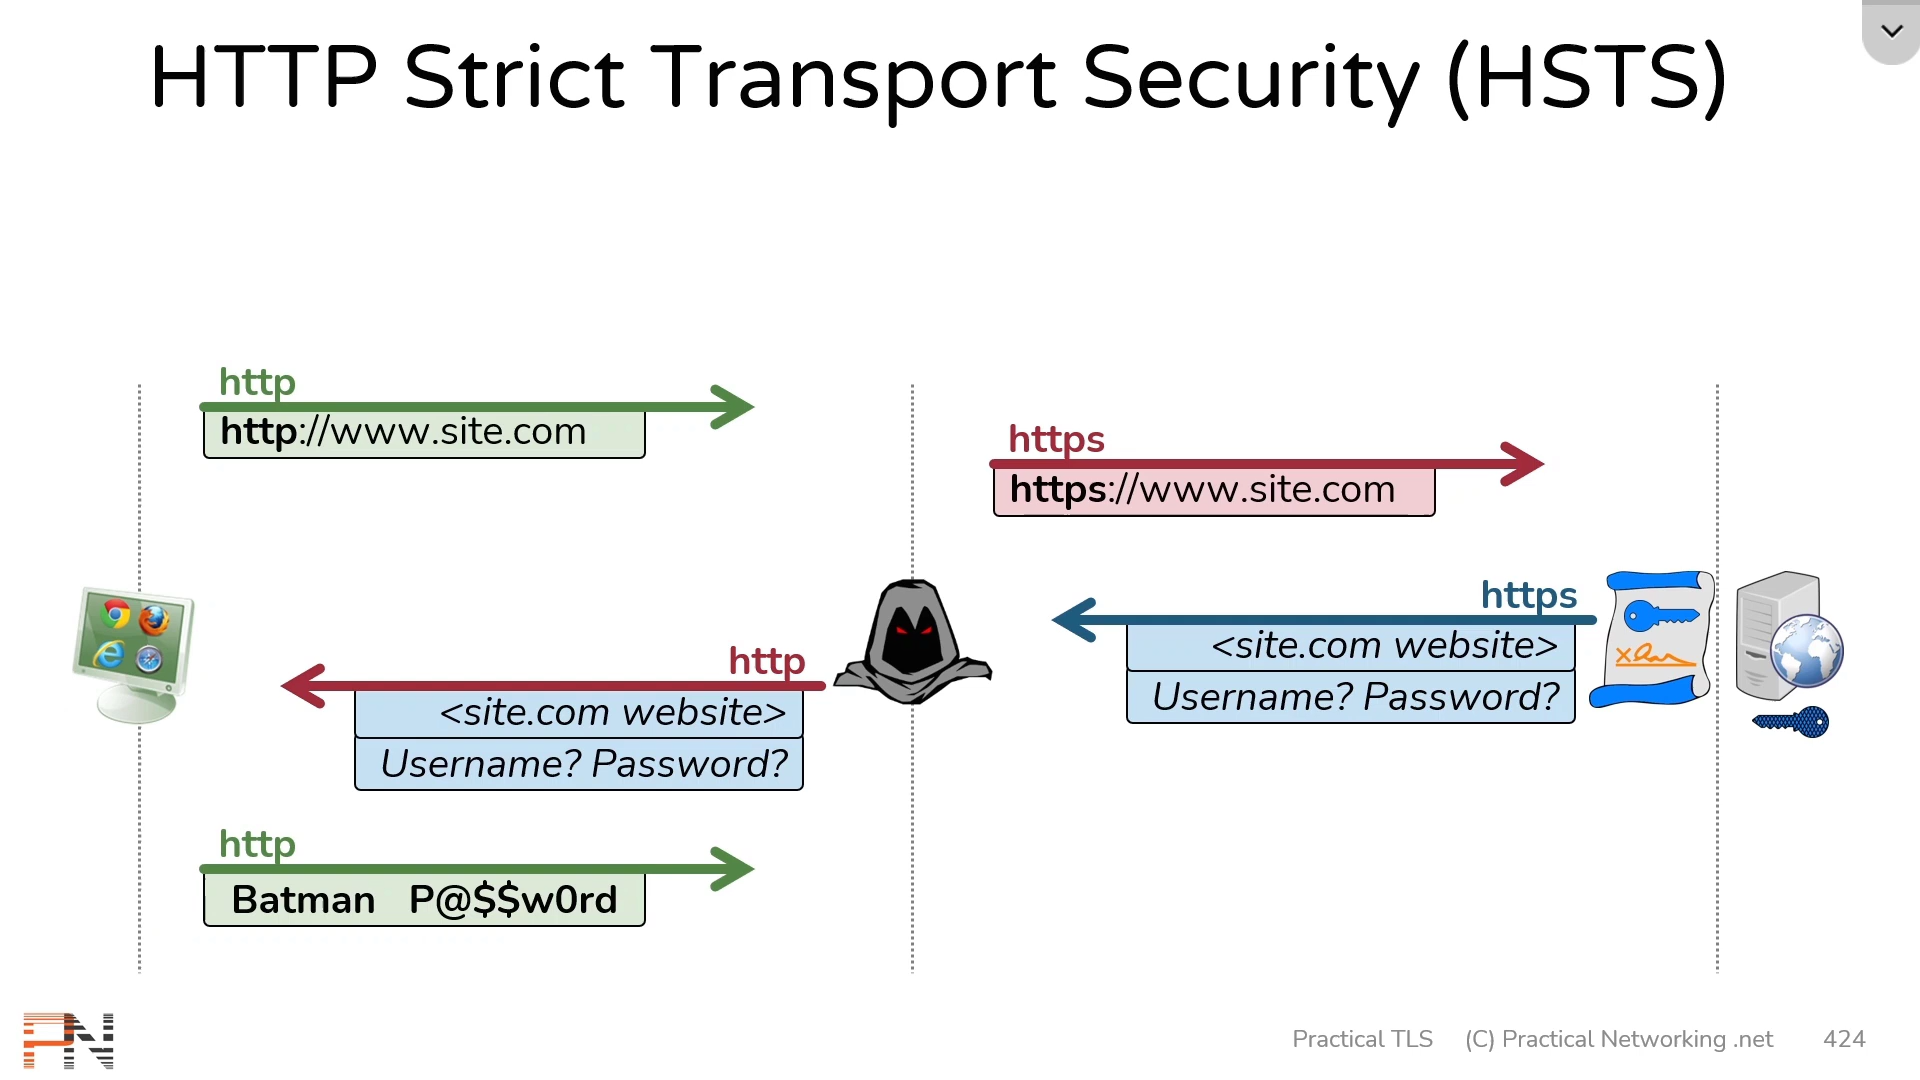 HTTP Strict Transport Security (HSTS)
http
http://www.site.com
https
https://www.site.com
https
<site.com website>
Username? Password?
http
<site.com website>
Username? Password?
http
Batman P@$$w0rd
PN
Practical TLS (C) Practical Networking .net 424